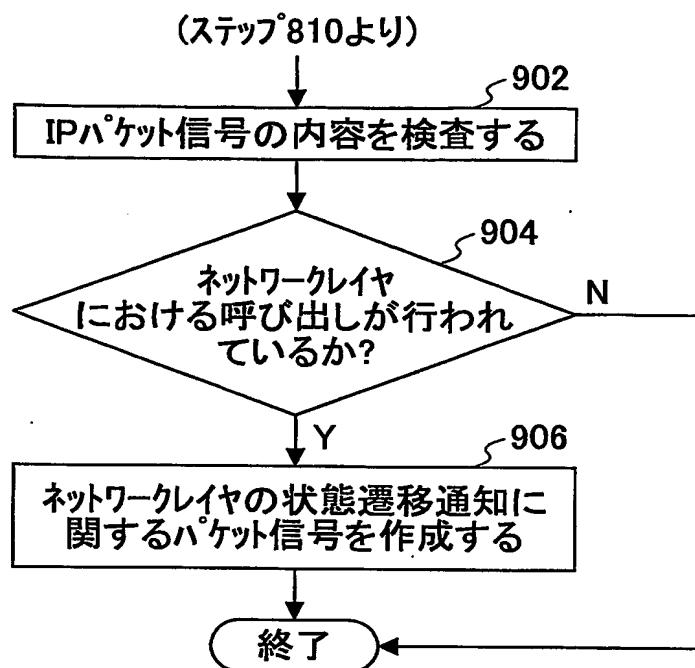 (ステップ810より)
902
IPパケット信号の内容を検査する
904
ネットワークレイヤ
における呼び出しが行われ
ているか?
N
Y
906
ネットワークレイヤの状態遷移通知に
関するパケット信号を作成する
終了